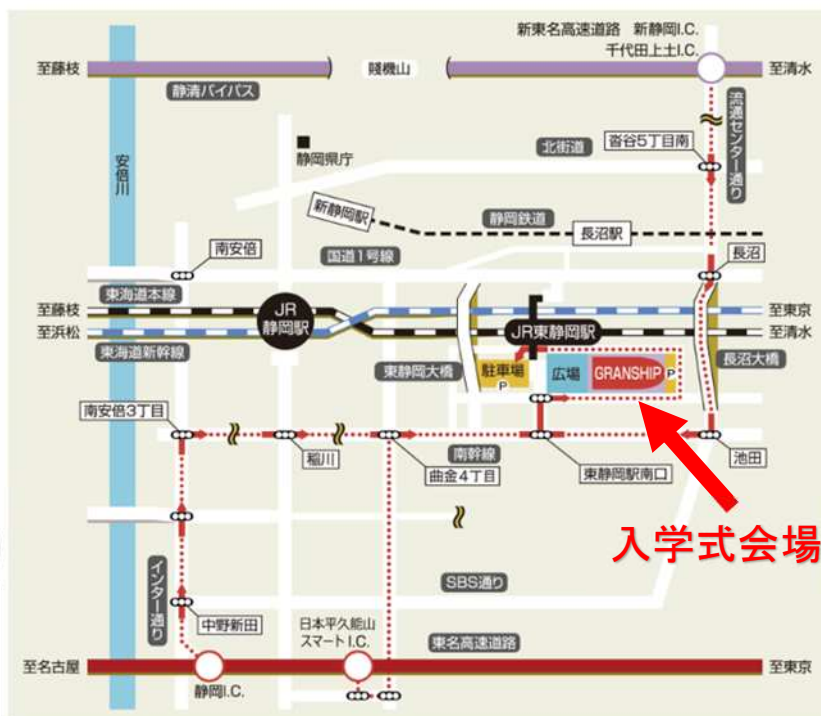 新東名高速道路 新静岡I.C.
千代田上土I.C.
至藤枝
賤機山
至清水
静清バイパス
流通センター通り
安倍川
静岡県庁
北街道
沓谷5丁目南
新静岡駅
静岡鉄道
長沼駅
南安倍
国道1号線
長沼
東海道本線
至藤枝
JR
静岡駅
至東京
至浜松
JR東静岡駅
至清水
東海道新幹線
東静岡大橋
駐車場
P
広場
GRANSHIP
P
長沼大橋
南安倍3丁目
稲川
南幹線
曲金4丁目
東静岡駅南口
池田
入学式会場
インター通り
中野新田
SBS通り
日本平久能山
スマートI.C.
東名高速道路
至名古屋
至東京
静岡I.C.